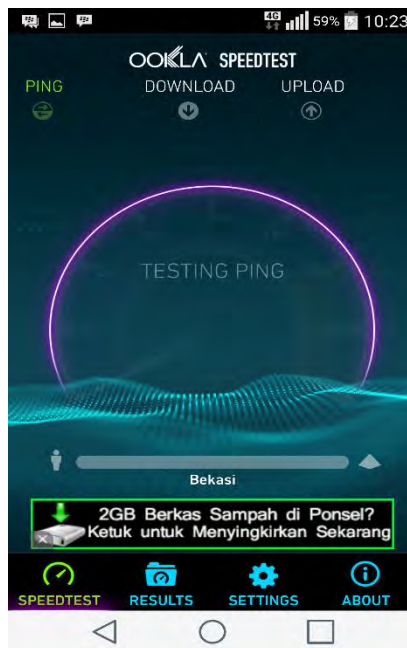 4G 59% 10:23
OOKLA SPEEDTEST
PING DOWNLOAD UPLOAD
TESTING PING
Bekasi
2GB Berkas Sampah di Ponsel?
Ketuk untuk Menyingkirkan Sekarang
SPEEDTEST RESULTS SETTINGS ABOUT